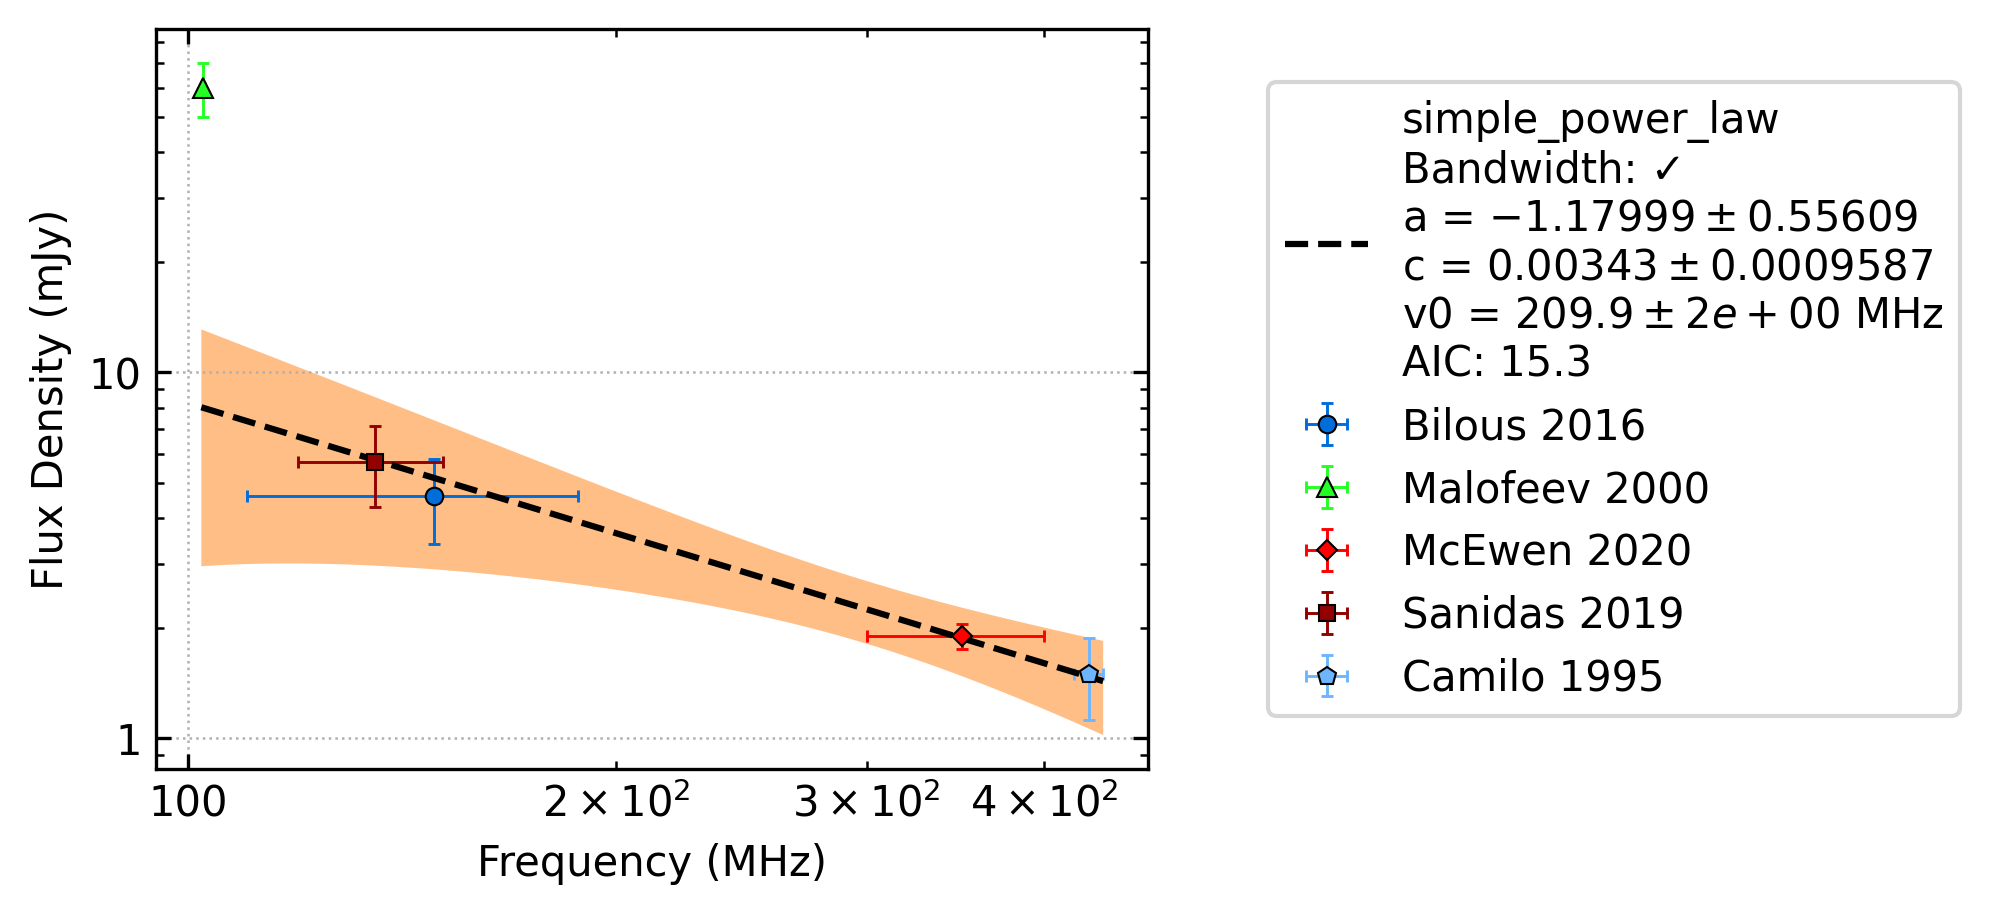 10
1
100
2 × 10²
3 × 10²
4 × 10²
Frequency (MHz)
Flux Density (mJy)
simple_power_law
Bandwidth: ✓
a = −1.17999 ± 0.55609
c = 0.00343 ± 0.0009587
v0 = 209.9 ± 2e + 00 MHz
AIC: 15.3
Bilous 2016
Malofeev 2000
McEwen 2020
Sanidas 2019
Camilo 1995